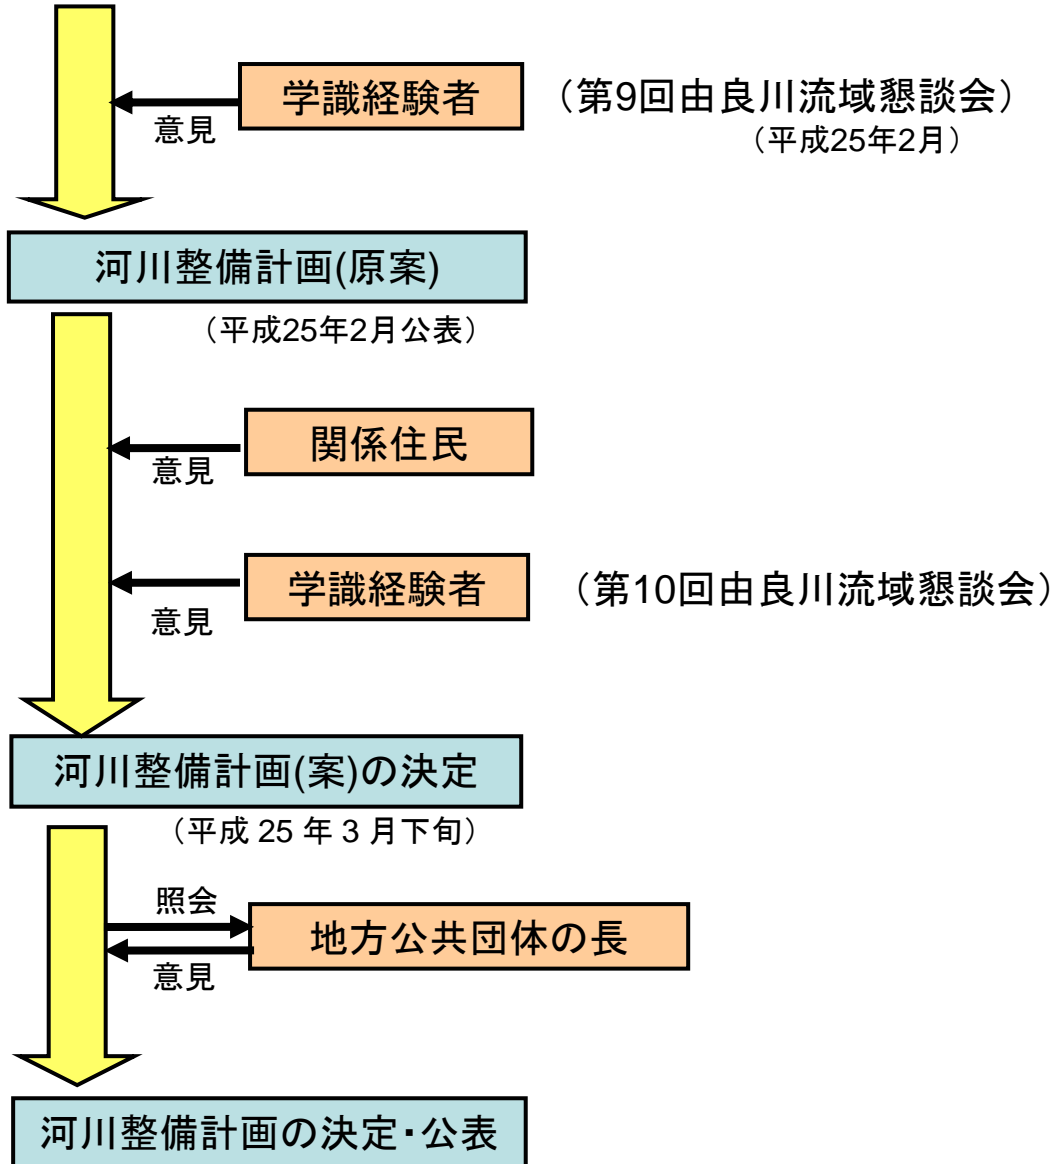 学識経験者
（第9回由良川流域懇談会）
意見
（平成25年2月）
河川整備計画(原案)
（平成25年2月公表）
関係住民
意見
学識経験者
（第10回由良川流域懇談会）
意見
河川整備計画(案)の決定
（平成 25 年 3 月下旬）
照会
地方公共団体の長
意見
河川整備計画の決定・公表